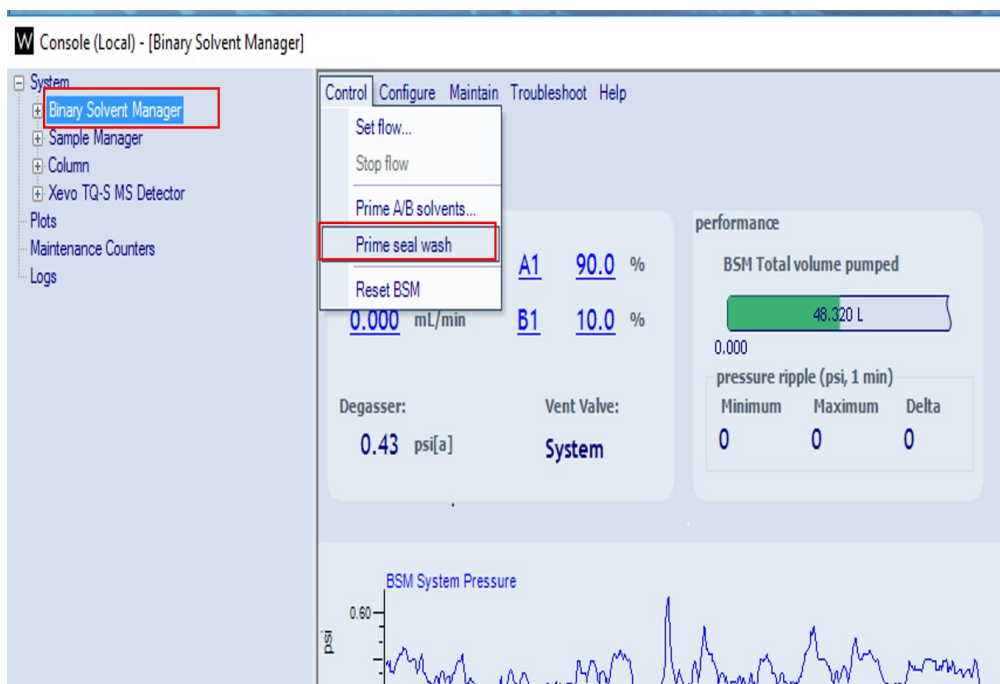 W Console (Local) - [Binary Solvent Manager]
System
Binary Solvent Manager
Sample Manager
Column
Xevo TQ-S MS Detector
Plots
Maintenance Counters
Logs
Control Configure Maintain Troubleshoot Help
Set flow...
Stop flow
Prime A/B solvents...
Prime seal wash
Reset BSM
A1 90.0 %
0.000 mL/min B1 10.0 %
Degasser: Vent Valve:
0.43 psi[a] System
performance
BSM Total volume pumped
48.320 L
0.000
pressure ripple (psi, 1 min)
Minimum Maximum Delta
0 0 0
BSM System Pressure
0.60
psi